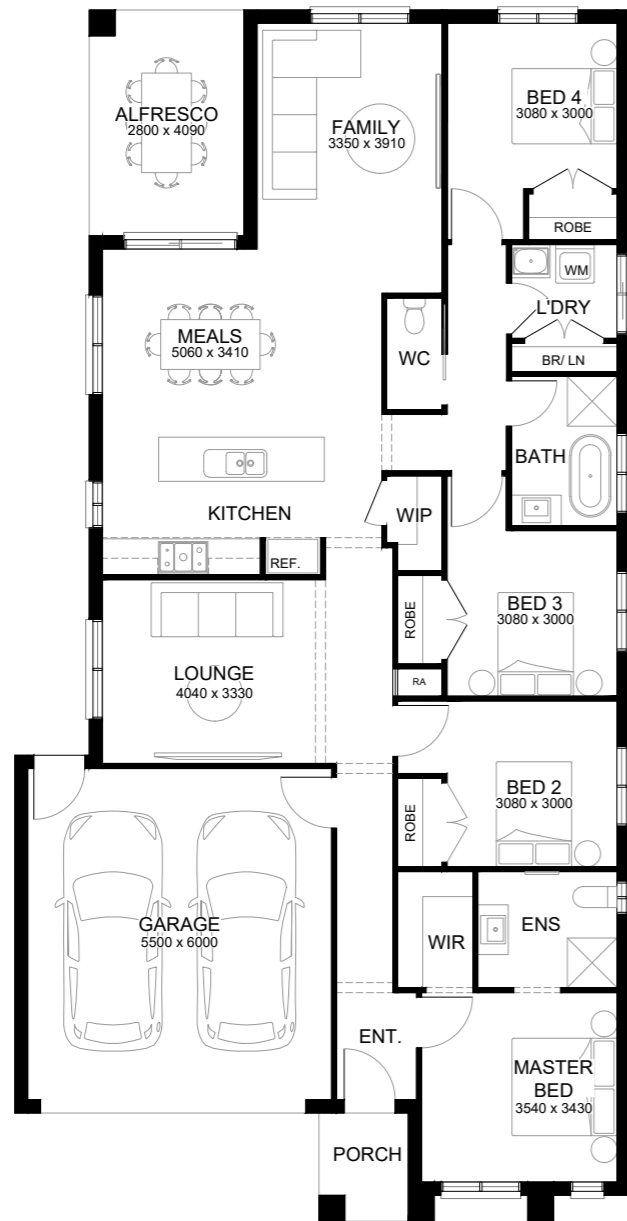 ALFRESCO
2800 x 4090
FAMILY
3350 x 3910
BED 4
3080 x 3000
ROBE
WM
L'DRY
BR/ LN
MEALS
5060 x 3410
WC
BATH
KITCHEN
WIP
REF.
ROBE
BED 3
3080 x 3000
LOUNGE
4040 x 3330
RA
BED 2
3080 x 3000
ROBE
GARAGE
5500 x 6000
WIR
ENS
ENT.
MASTER
BED
3540 x 3430
PORCH